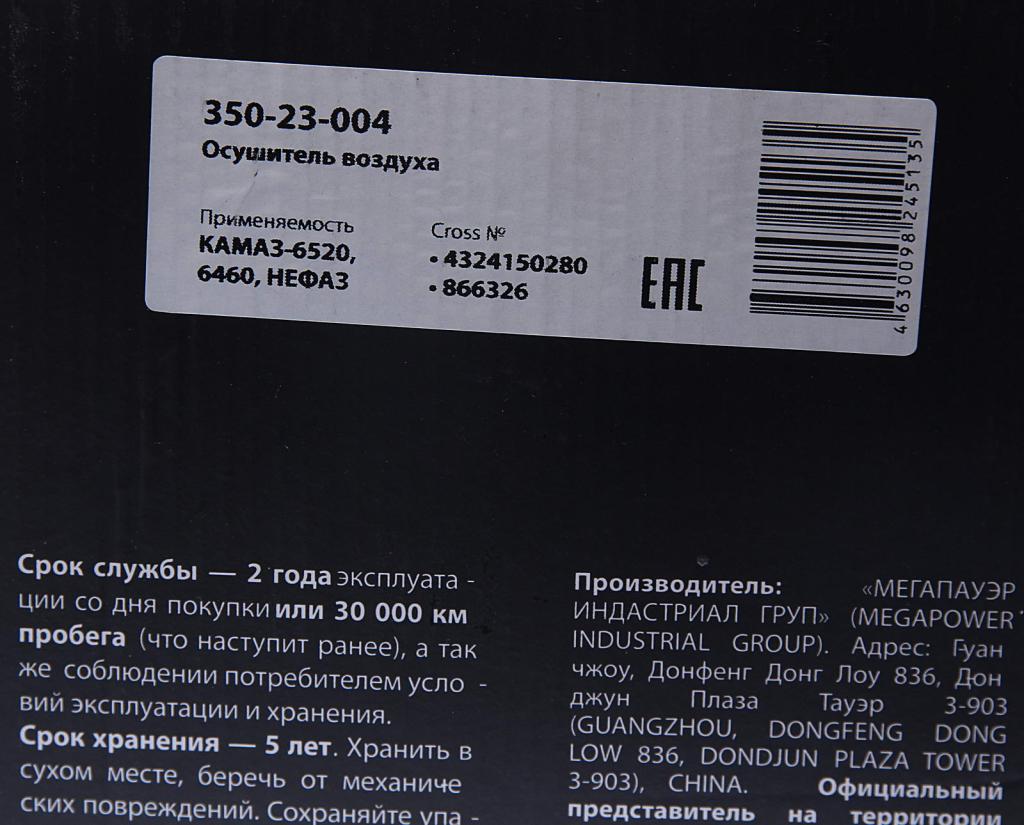 350-23-004
Осушитель воздуха
Применяемость
КАМАЗ-6520,
6460, НЕФАЗ
Cross №
• 4324150280
• 866326
EAC
4630098245135
Срок службы — 2 года эксплуата -
ции со дня покупки или 30 000 км
пробега (что наступит ранее), а так
же соблюдении потребителем усло -
вий эксплуатации и хранения.
Срок хранения — 5 лет. Хранить в
сухом месте, беречь от механиче
ских повреждений. Сохраняйте упа -
Производитель: «МЕГАПАУЭР
ИНДАСТРИАЛ ГРУП» (MEGAPOWER
INDUSTRIAL GROUP). Адрес: Гуан
чжоу, Донфенг Донг Лоу 836, Дон
джун Плаза Тауэр 3-903
(GUANGZHOU, DONGFENG DONG
LOW 836, DONDJUN PLAZA TOWER
3-903), CHINA. Официальный
представитель на территории